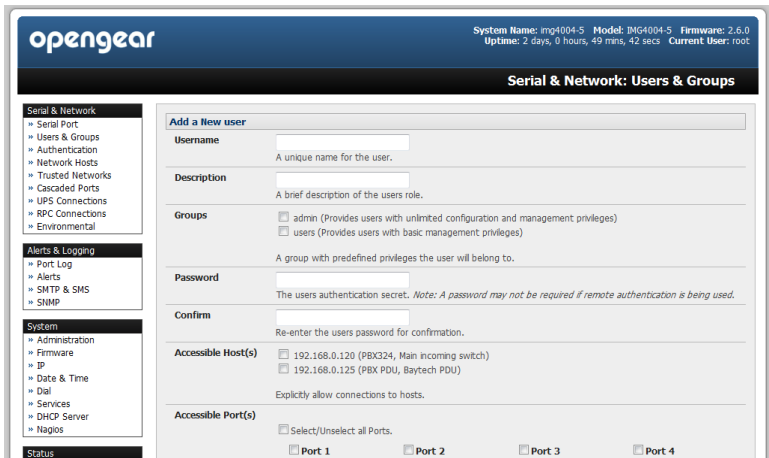 opengear
System Name: img4004-5 Model: IMG4004-5 Firmware: 2.6.0
Uptime: 2 days, 0 hours, 49 mins, 42 secs Current User: root
Serial & Network: Users & Groups
Serial & Network
» Serial Port
» Users & Groups
» Authentication
» Network Hosts
» Trusted Networks
» Cascaded Ports
» UPS Connections
» RPC Connections
» Environmental
Alerts & Logging
» Port Log
» Alerts
» SMTP & SMS
» SNMP
System
» Administration
» Firmware
» IP
» Date & Time
» Dial
» Services
» DHCP Server
» Nagios
Status
Add a New user
Username
A unique name for the user.
Description
A brief description of the users role.
Groups
admin (Provides users with unlimited configuration and management privileges)
users (Provides users with basic management privileges)
A group with predefined privileges the user will belong to.
Password
The users authentication secret. Note: A password may not be required if remote authentication is being used.
Confirm
Re-enter the users password for confirmation.
Accessible Host(s)
192.168.0.120 (PBX324, Main incoming switch)
192.168.0.125 (PBX PDU, Baytech PDU)
Explicitly allow connections to hosts.
Accessible Port(s)
Select/Unselect all Ports.
Port 1 Port 2 Port 3 Port 4